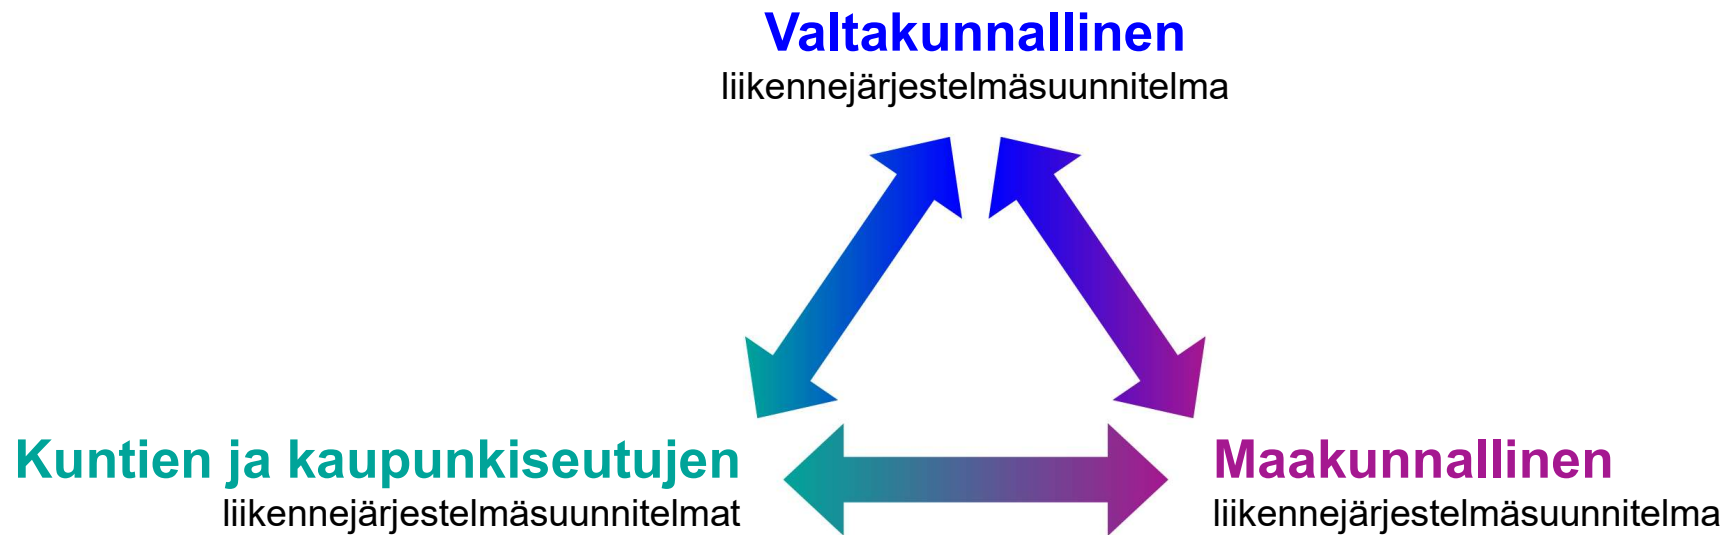 Valtakunnallinen
liikennejärjestelmäsuunnitelma
Kuntien ja kaupunkiseutujen
liikennejärjestelmäsuunnitelmat
Maakunnallinen
liikennejärjestelmäsuunnitelma